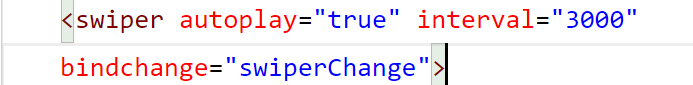 <swiper autoplay="true" interval="3000"
bindchange="swiperChange">